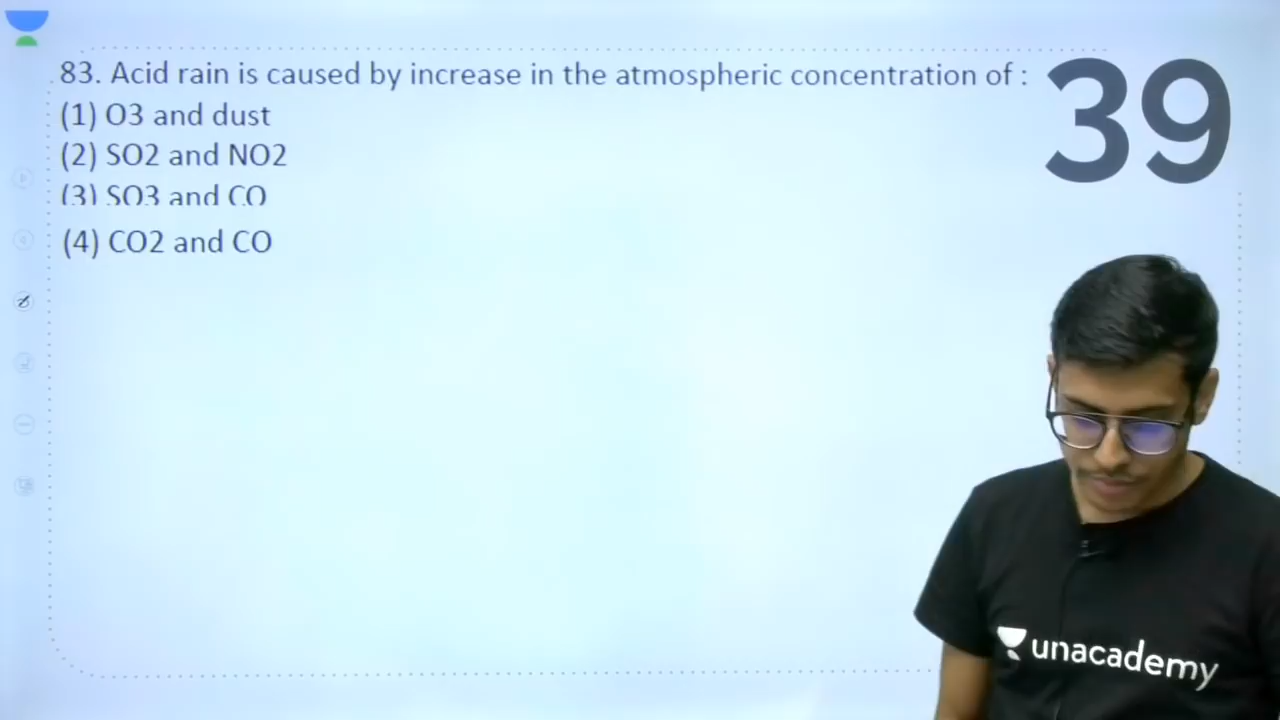 83. Acid rain is caused by increase in the atmospheric concentration of :
39
(1) O3 and dust
(2) SO2 and NO2
(3) SO3 and CO
(4) CO2 and CO
unacademy